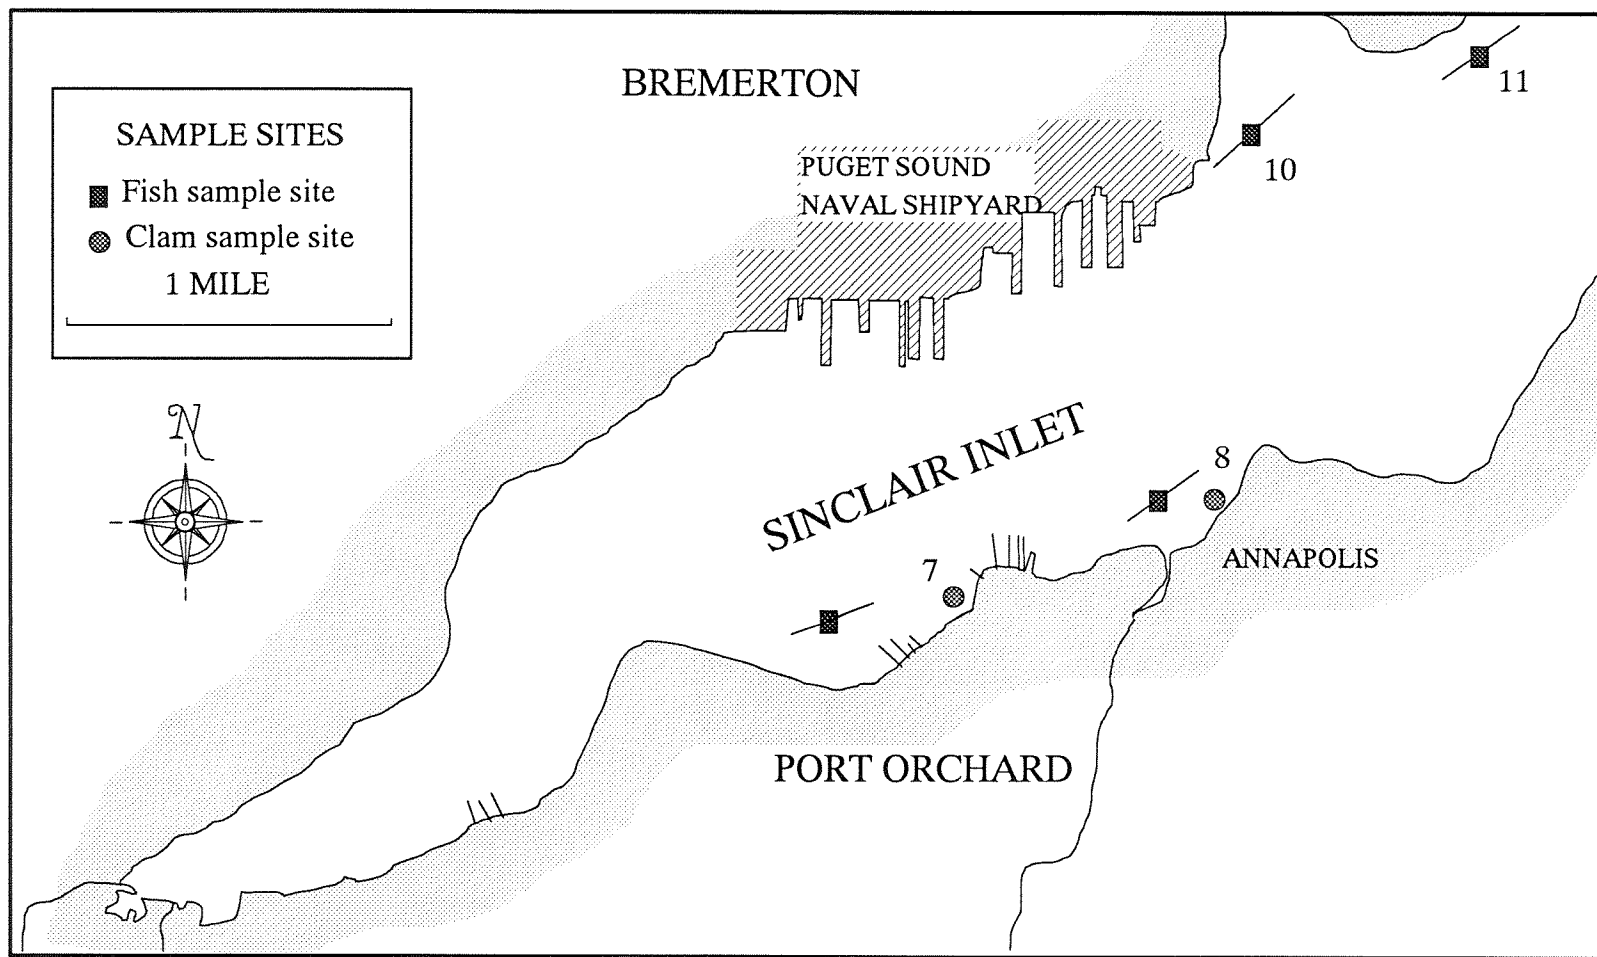 BREMERTON
11
SAMPLE SITES
Fish sample site
Clam sample site
1 MILE
PUGET SOUND
NAVAL SHIPYARD
10
N
SINCLAIR INLET
8
7
ANNAPOLIS
PORT ORCHARD